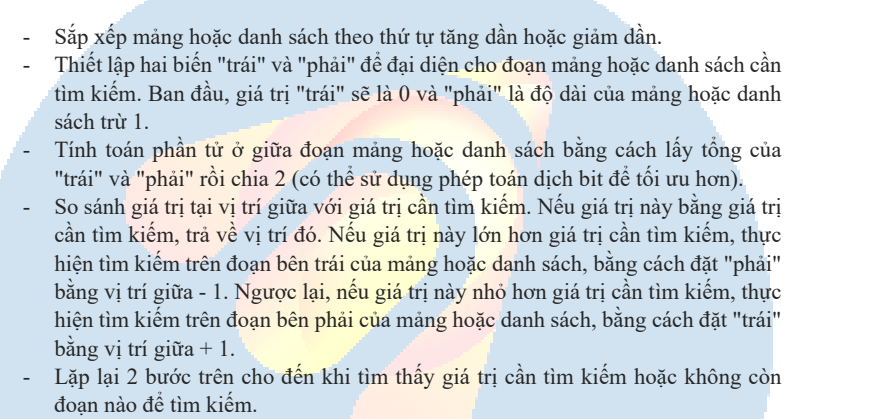 - Sắp xếp mảng hoặc danh sách theo thứ tự tăng dần hoặc giảm dần.
- Thiết lập hai biến "trái" và "phải" để đại diện cho đoạn mảng hoặc danh sách cần
tìm kiếm. Ban đầu, giá trị "trái" sẽ là 0 và "phải" là độ dài của mảng hoặc danh
sách trừ 1.
- Tính toán phần tử ở giữa đoạn mảng hoặc danh sách bằng cách lấy tổng của
"trái" và "phải" rồi chia 2 (có thể sử dụng phép toán dịch bit để tối ưu hơn).
- So sánh giá trị tại vị trí giữa với giá trị cần tìm kiếm. Nếu giá trị này bằng giá trị
cần tìm kiếm, trả về vị trí đó. Nếu giá trị này lớn hơn giá trị cần tìm kiếm, thực
hiện tìm kiếm trên đoạn bên trái của mảng hoặc danh sách, bằng cách đặt "phải"
bằng vị trí giữa - 1. Ngược lại, nếu giá trị này nhỏ hơn giá trị cần tìm kiếm, thực
hiện tìm kiếm trên đoạn bên phải của mảng hoặc danh sách, bằng cách đặt "trái"
bằng vị trí giữa + 1.
- Lặp lại 2 bước trên cho đến khi tìm thấy giá trị cần tìm kiếm hoặc không còn
đoạn nào để tìm kiếm.